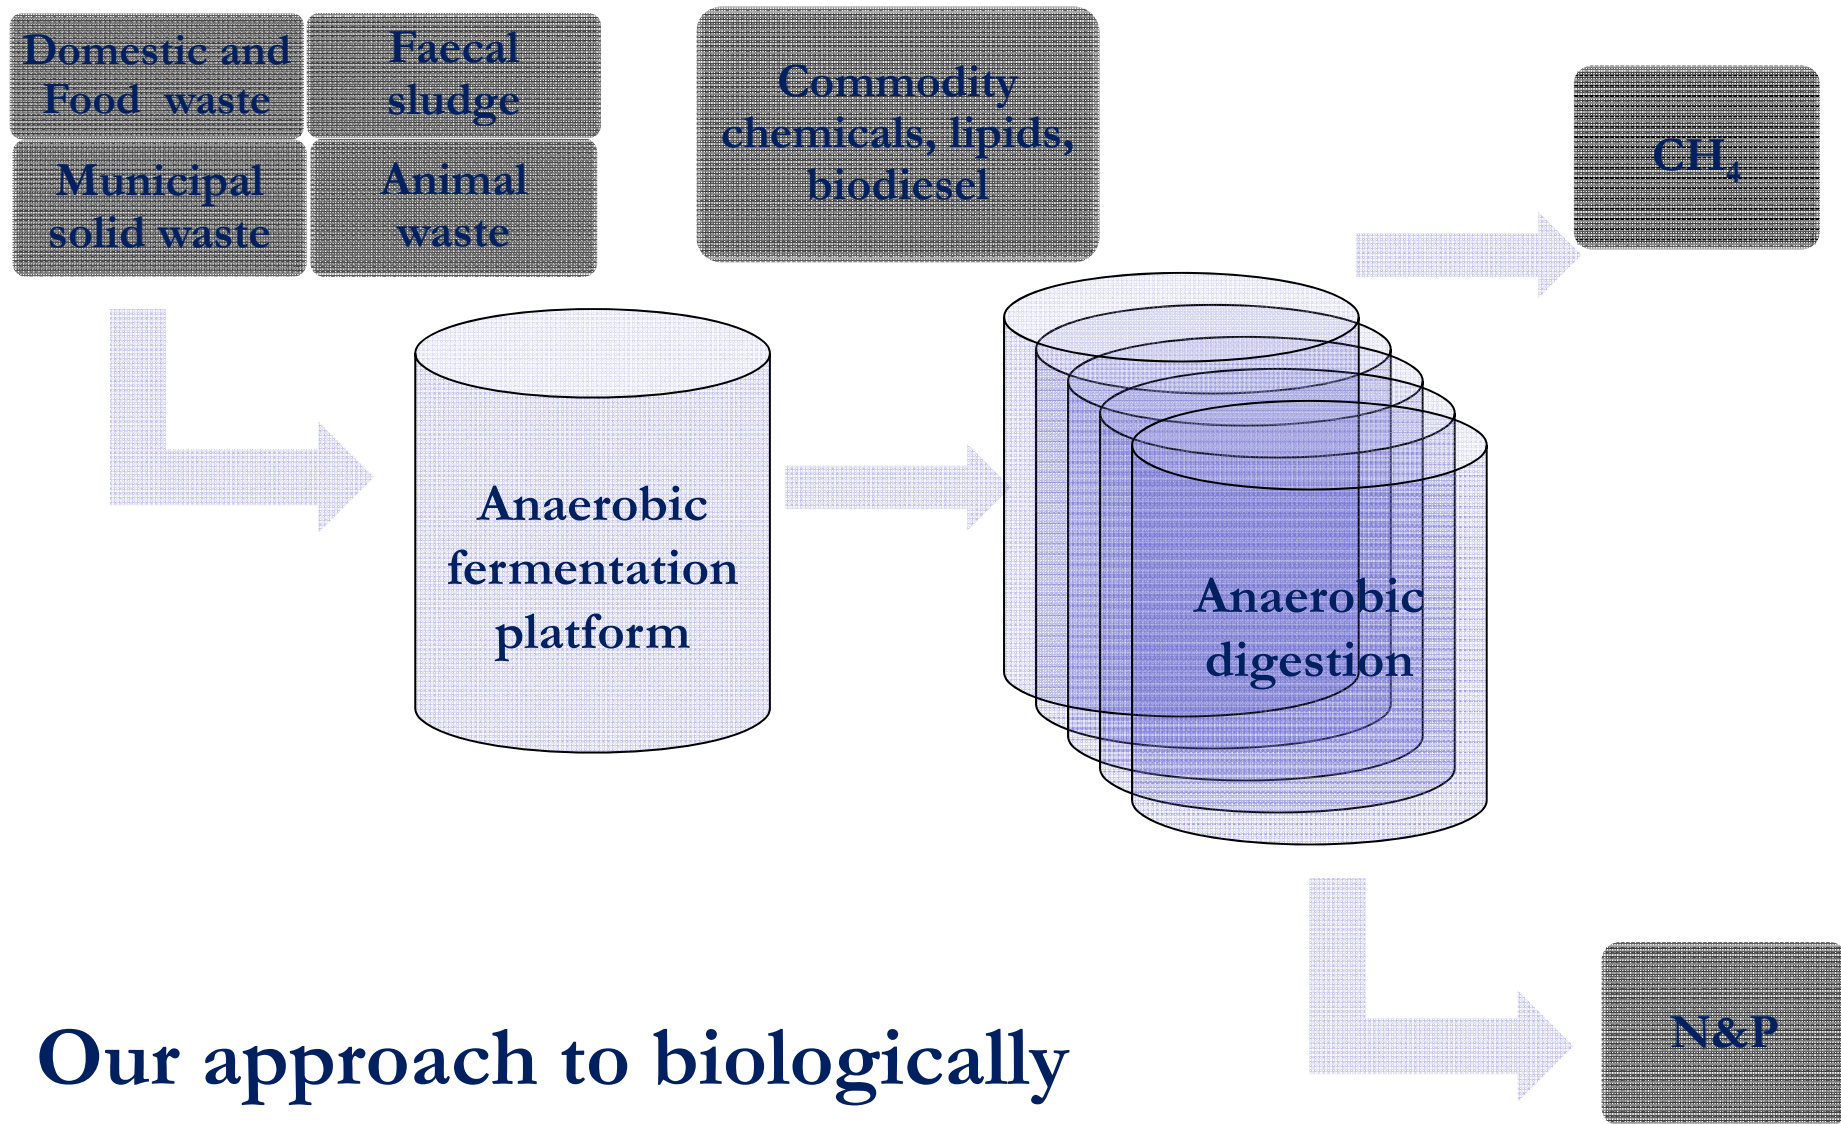 Domestic and
Food waste
Faecal
sludge
Municipal
solid waste
Animal
waste
Commodity
chemicals, lipids,
biodiesel
CH₄
Anaerobic
fermentation
platform
Anaerobic
digestion
N&P
Our approach to biologically